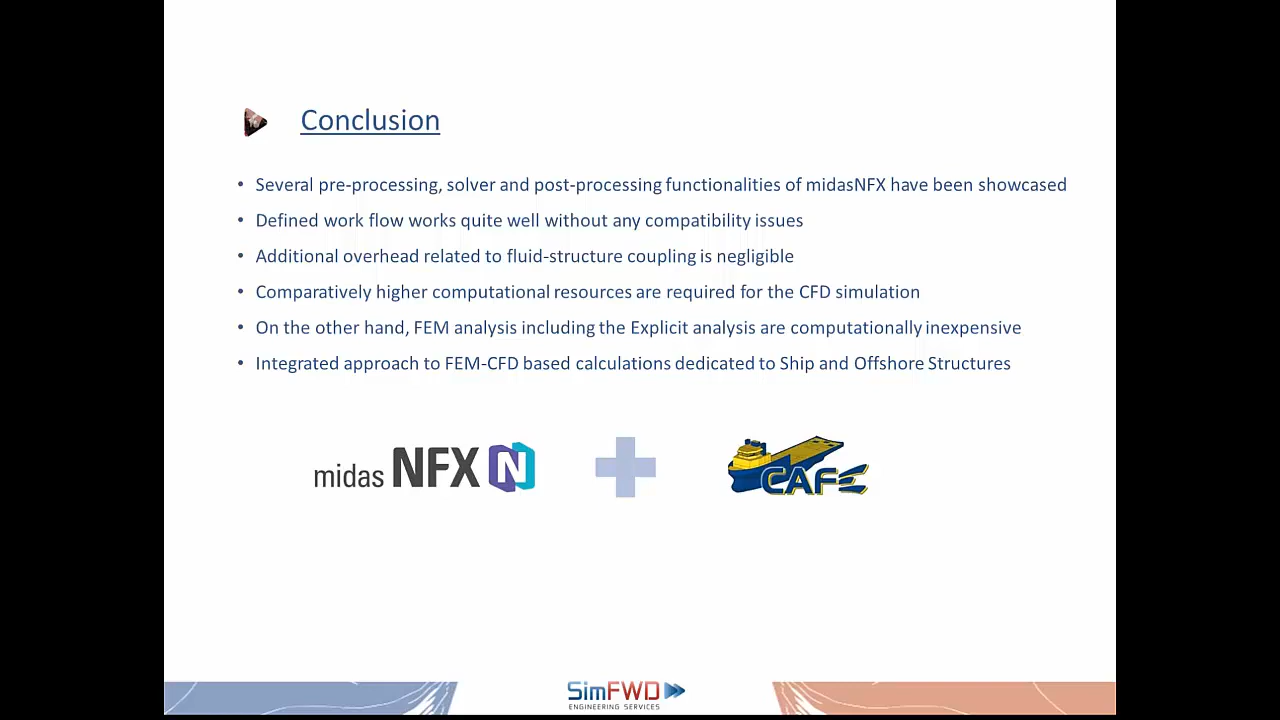 Conclusion
• Several pre-processing, solver and post-processing functionalities of midasNFX have been showcased
• Defined work flow works quite well without any compatibility issues
• Additional overhead related to fluid-structure coupling is negligible
• Comparatively higher computational resources are required for the CFD simulation
• On the other hand, FEM analysis including the Explicit analysis are computationally inexpensive
• Integrated approach to FEM-CFD based calculations dedicated to Ship and Offshore Structures
midas NFX N
CAFE
SimFWD
ENGINEERING SERVICES